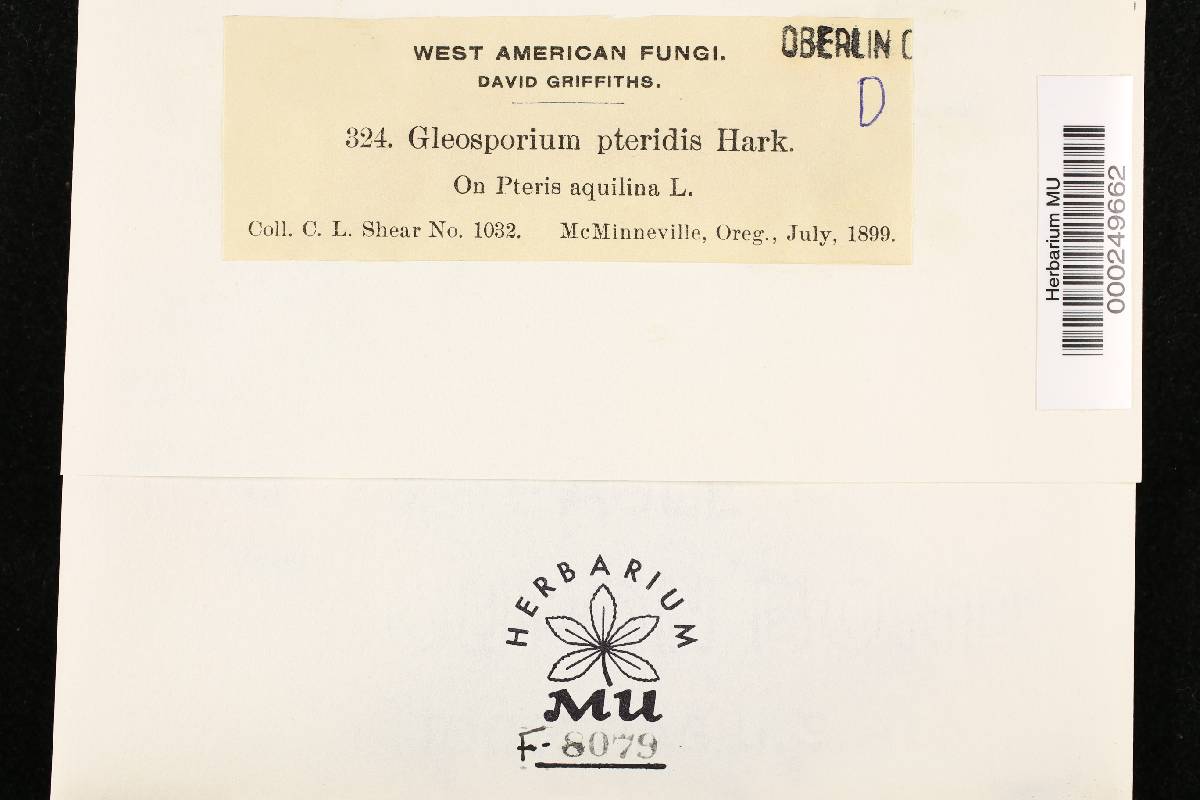 WEST AMERICAN FUNGI.
OBERLIN C
DAVID GRIFFITHS.
D
324. Gleosporium pteridis Hark.
On Pteris aquilina L.
Coll. C. L. Shear No. 1032. McMinneville, Oreg., July, 1899.
Herbarium MU
0000249662
HERBARIUM
MU
F-8079